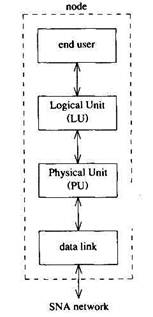 node
end user
Logical Unit
(LU)
Physical Unit
(PU)
data link
SNA network